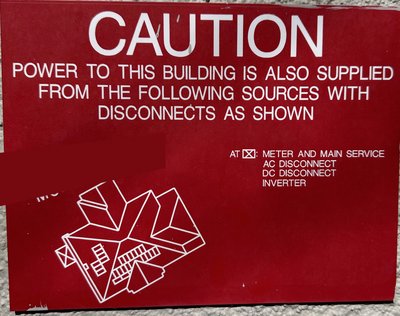 CAUTION
POWER TO THIS BUILDING IS ALSO SUPPLIED
FROM THE FOLLOWING SOURCES WITH
DISCONNECTS AS SHOWN
AT ☒: METER AND MAIN SERVICE
AC DISCONNECT
DC DISCONNECT
INVERTER